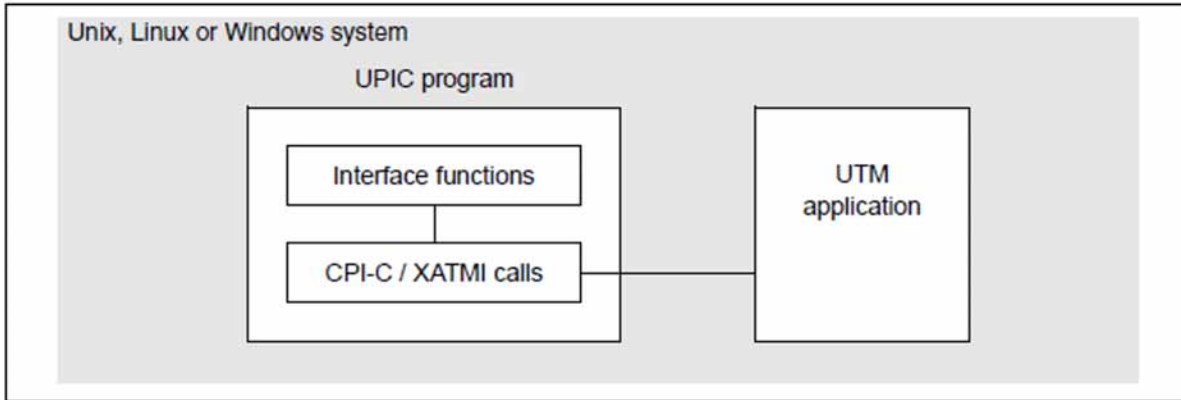 Unix, Linux or Windows system
UPIC program
Interface functions
CPI-C / XATMI calls
UTM
application